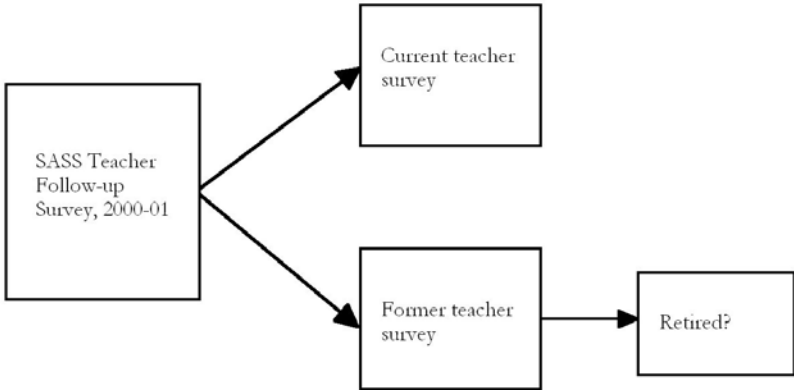 Current teacher
survey
SASS Teacher
Follow-up
Survey, 2000-01
Former teacher
survey
Retired?